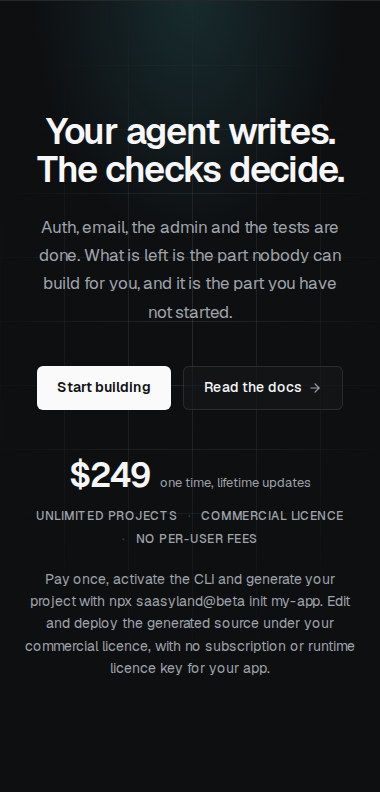 Your agent writes.
The checks decide.
Auth, email, the admin and the tests are
done. What is left is the part nobody can
build for you, and it is the part you have
not started.
Start building
Read the docs →
$249 one time, lifetime updates
UNLIMITED PROJECTS · COMMERCIAL LICENCE
· NO PER-USER FEES
Pay once, activate the CLI and generate your
project with npx saasyland@beta init my-app. Edit
and deploy the generated source under your
commercial licence, with no subscription or runtime
licence key for your app.